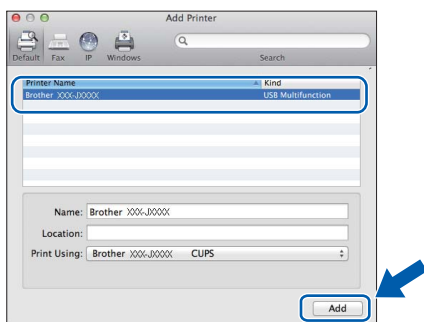 Add Printer
Default Fax IP Windows Search
Printer Name Kind
Brother XXX-JXXXX USB Multifunction
Name: Brother XXX-JXXXX
Location:
Print Using: Brother XXX-JXXXX CUPS
Add